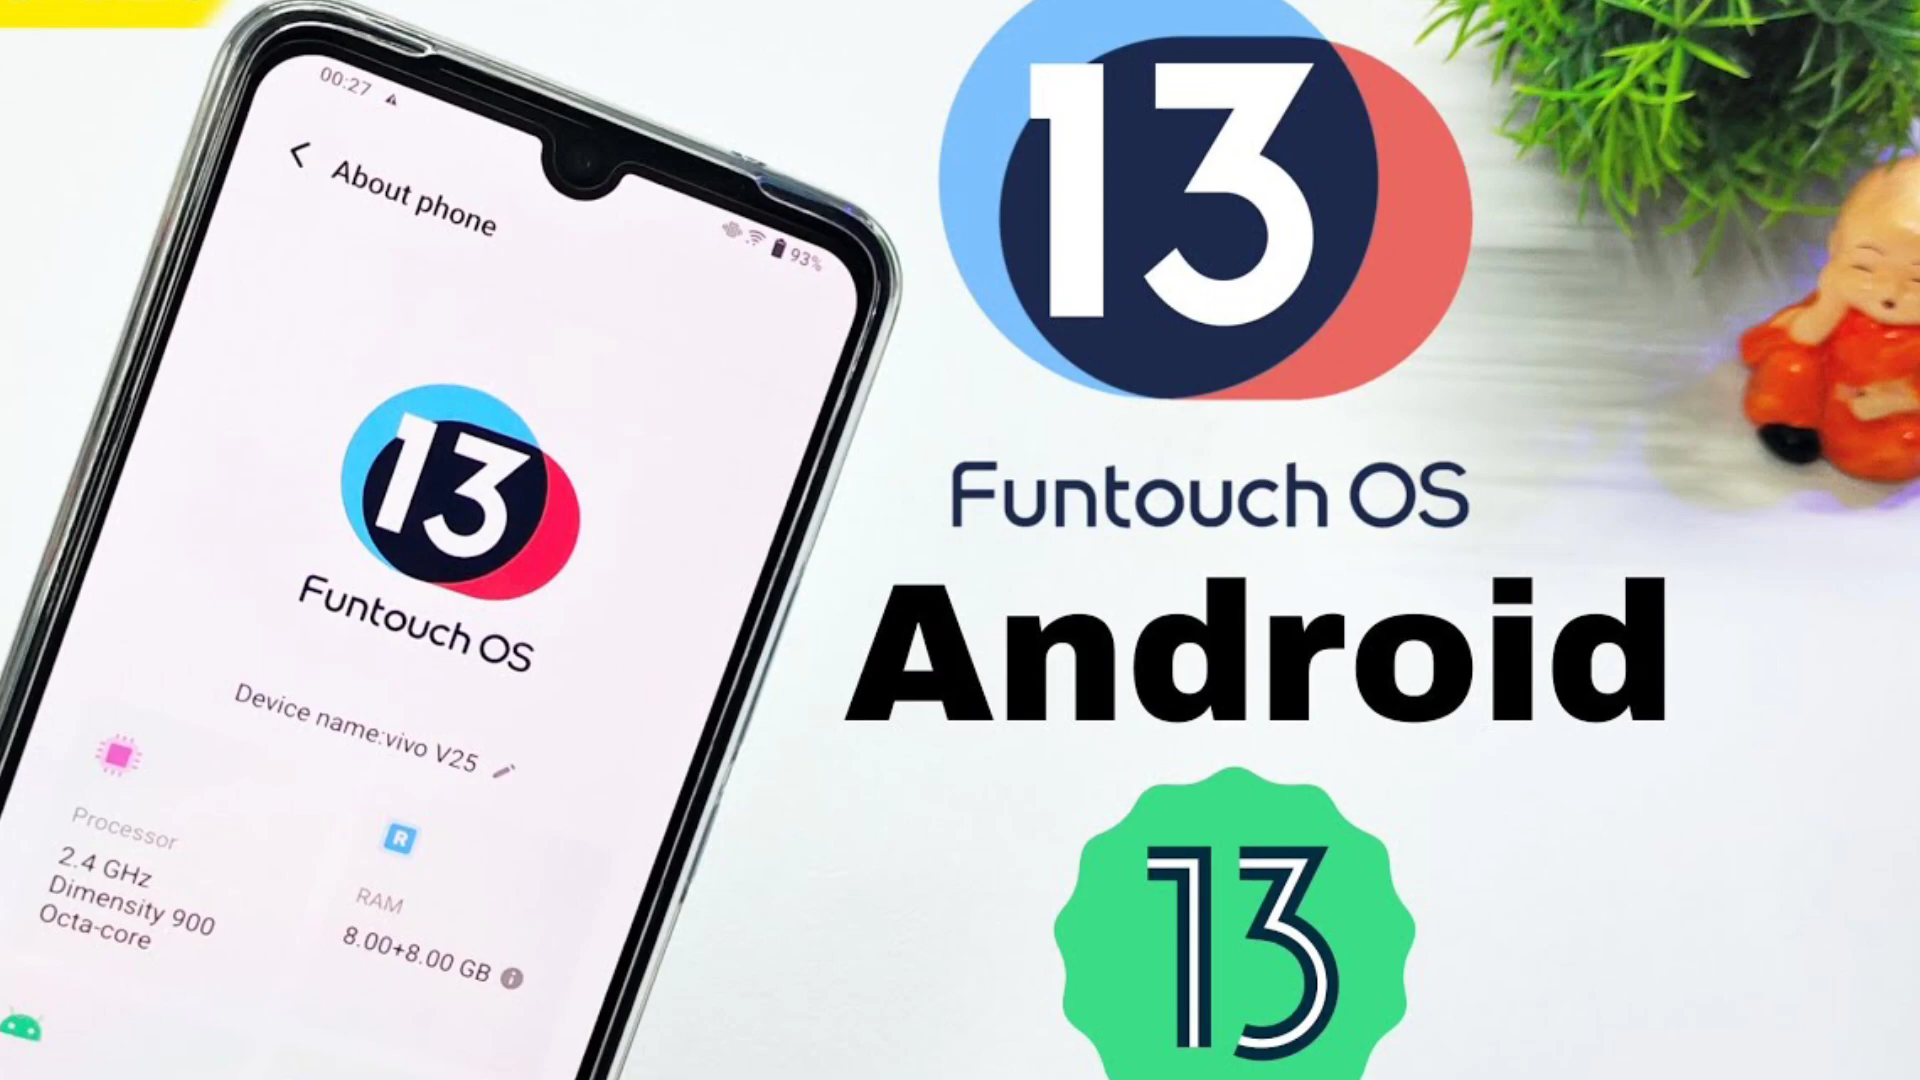 00:27
93%
About phone
13
Funtouch OS
Device name:vivo V25
Processor
2.4 GHz
Dimensity 900
Octa-core
R
RAM
8.00+8.00 GB
13
Funtouch OS
Android
13